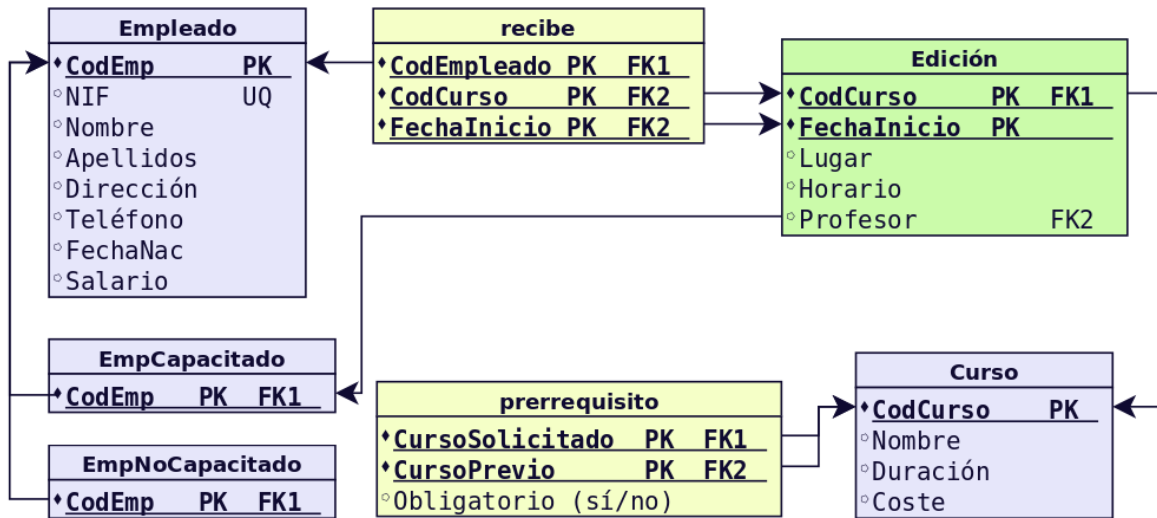 Empleado
CodEmp PK
NIF UQ
Nombre
Apellidos
Dirección
Teléfono
FechaNac
Salario
recibe
CodEmpleado PK FK1
CodCurso PK FK2
FechaInicio PK FK2
Edición
CodCurso PK FK1
FechaInicio PK
Lugar
Horario
Profesor FK2
EmpCapacitado
CodEmp PK FK1
EmpNoCapacitado
CodEmp PK FK1
prerrequisito
CursoSolicitado PK FK1
CursoPrevio PK FK2
Obligatorio (sí/no)
Curso
CodCurso PK
Nombre
Duración
Coste